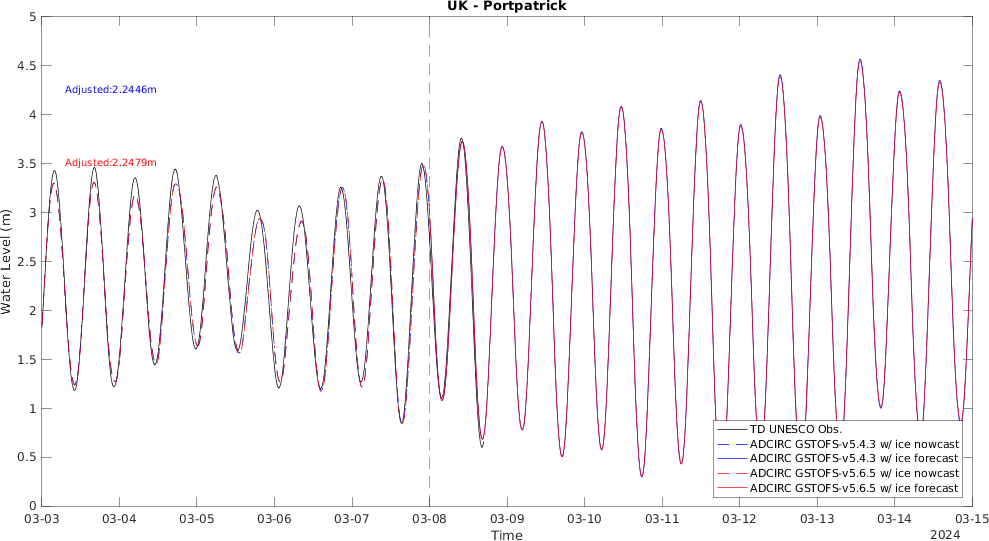 UK - Portpatrick
5
4.5
4
3.5
3
2.5
2
1.5
1
0.5
0
Water Level (m)
Adjusted:2.2446m
Adjusted:2.2479m
TD UNESCO Obs.
ADCIRC GSTOFS-v5.4.3 w/ ice nowcast
ADCIRC GSTOFS-v5.4.3 w/ ice forecast
ADCIRC GSTOFS-v5.6.5 w/ ice nowcast
ADCIRC GSTOFS-v5.6.5 w/ ice forecast
03-03 03-04 03-05 03-06 03-07 03-08 03-09 03-10 03-11 03-12 03-13 03-14 03-15
Time
2024